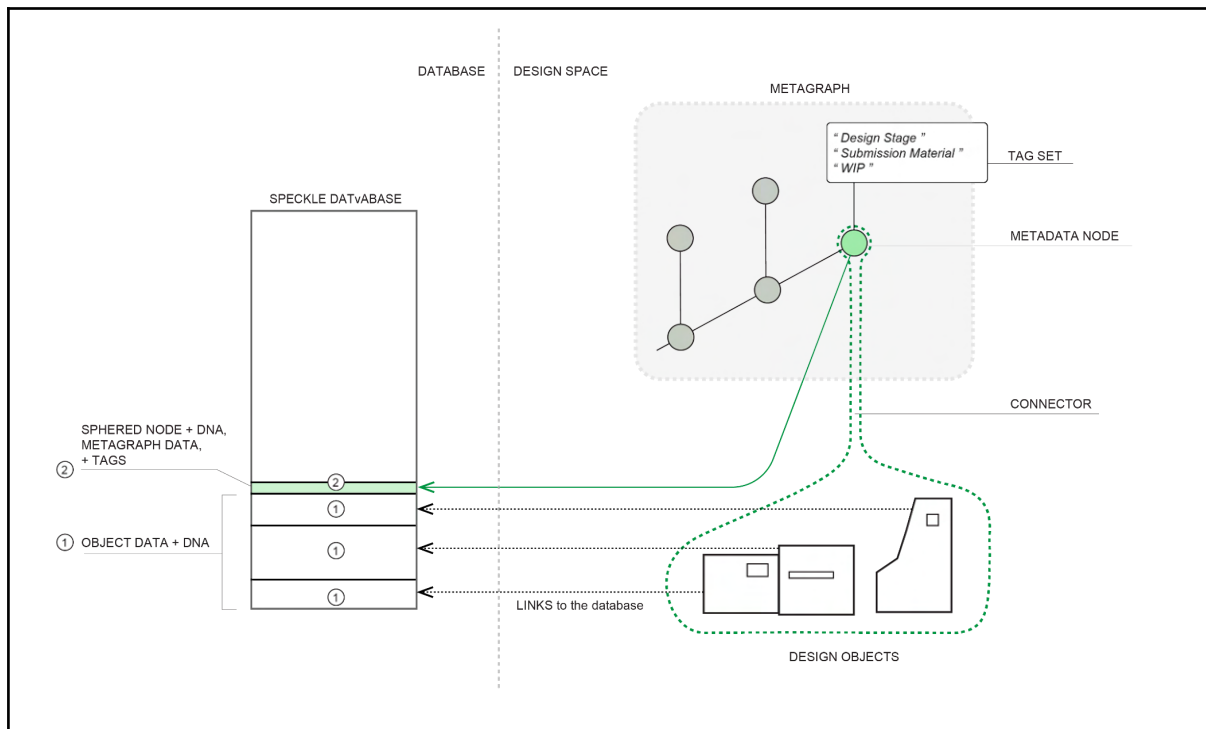 DATABASE
DESIGN SPACE
METAGRAPH
“ Design Stage ”
“ Submission Material ”
“ WIP ”
TAG SET
SPECKLE DATvABASE
METADATA NODE
CONNECTOR
SPHERED NODE + DNA,
METAGRAPH DATA,
+ TAGS
2
2
1
1 OBJECT DATA + DNA
1
1
LINKS to the database
DESIGN OBJECTS